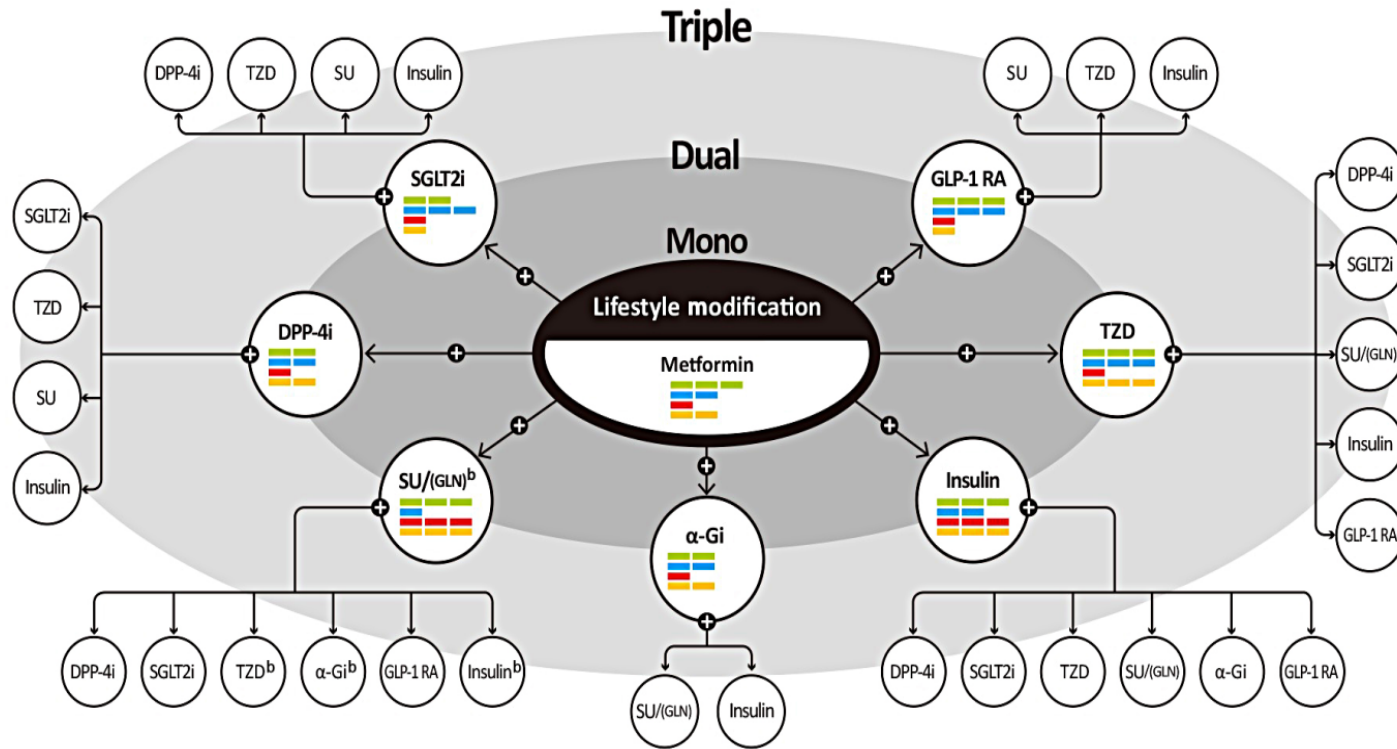 Triple
DPP-4i
TZD
SU
Insulin
SU
TZD
Insulin
Dual
SGLT2i
GLP-1 RA
DPP-4i
SGLT2i
Mono
SGLT2i
TZD
Lifestyle modification
DPP-4i
TZD
SU/(GLN)
Metformin
SU
SU/(GLN)ᵇ
Insulin
Insulin
Insulin
α-Gi
GLP-1 RA
DPP-4i
SGLT2i
TZDᵇ
α-Giᵇ
GLP-1 RA
Insulinᵇ
SU/(GLN)
Insulin
DPP-4i
SGLT2i
TZD
SU/(GLN)
α-Gi
GLP-1 RA